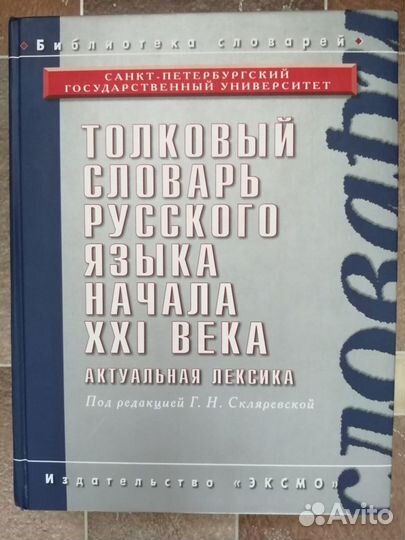 Библиотека словарей
САНКТ-ПЕТЕРБУРГСКИЙ
ГОСУДАРСТВЕННЫЙ УНИВЕРСИТЕТ
ТОЛКОВЫЙ
СЛОВАРЬ
РУССКОГО
ЯЗЫКА
НАЧАЛА
XXI ВЕКА
АКТУАЛЬНАЯ ЛЕКСИКА
Под редакцией Г. Н. Скляревской
словари
Издательство «ЭКСМО»
Avito